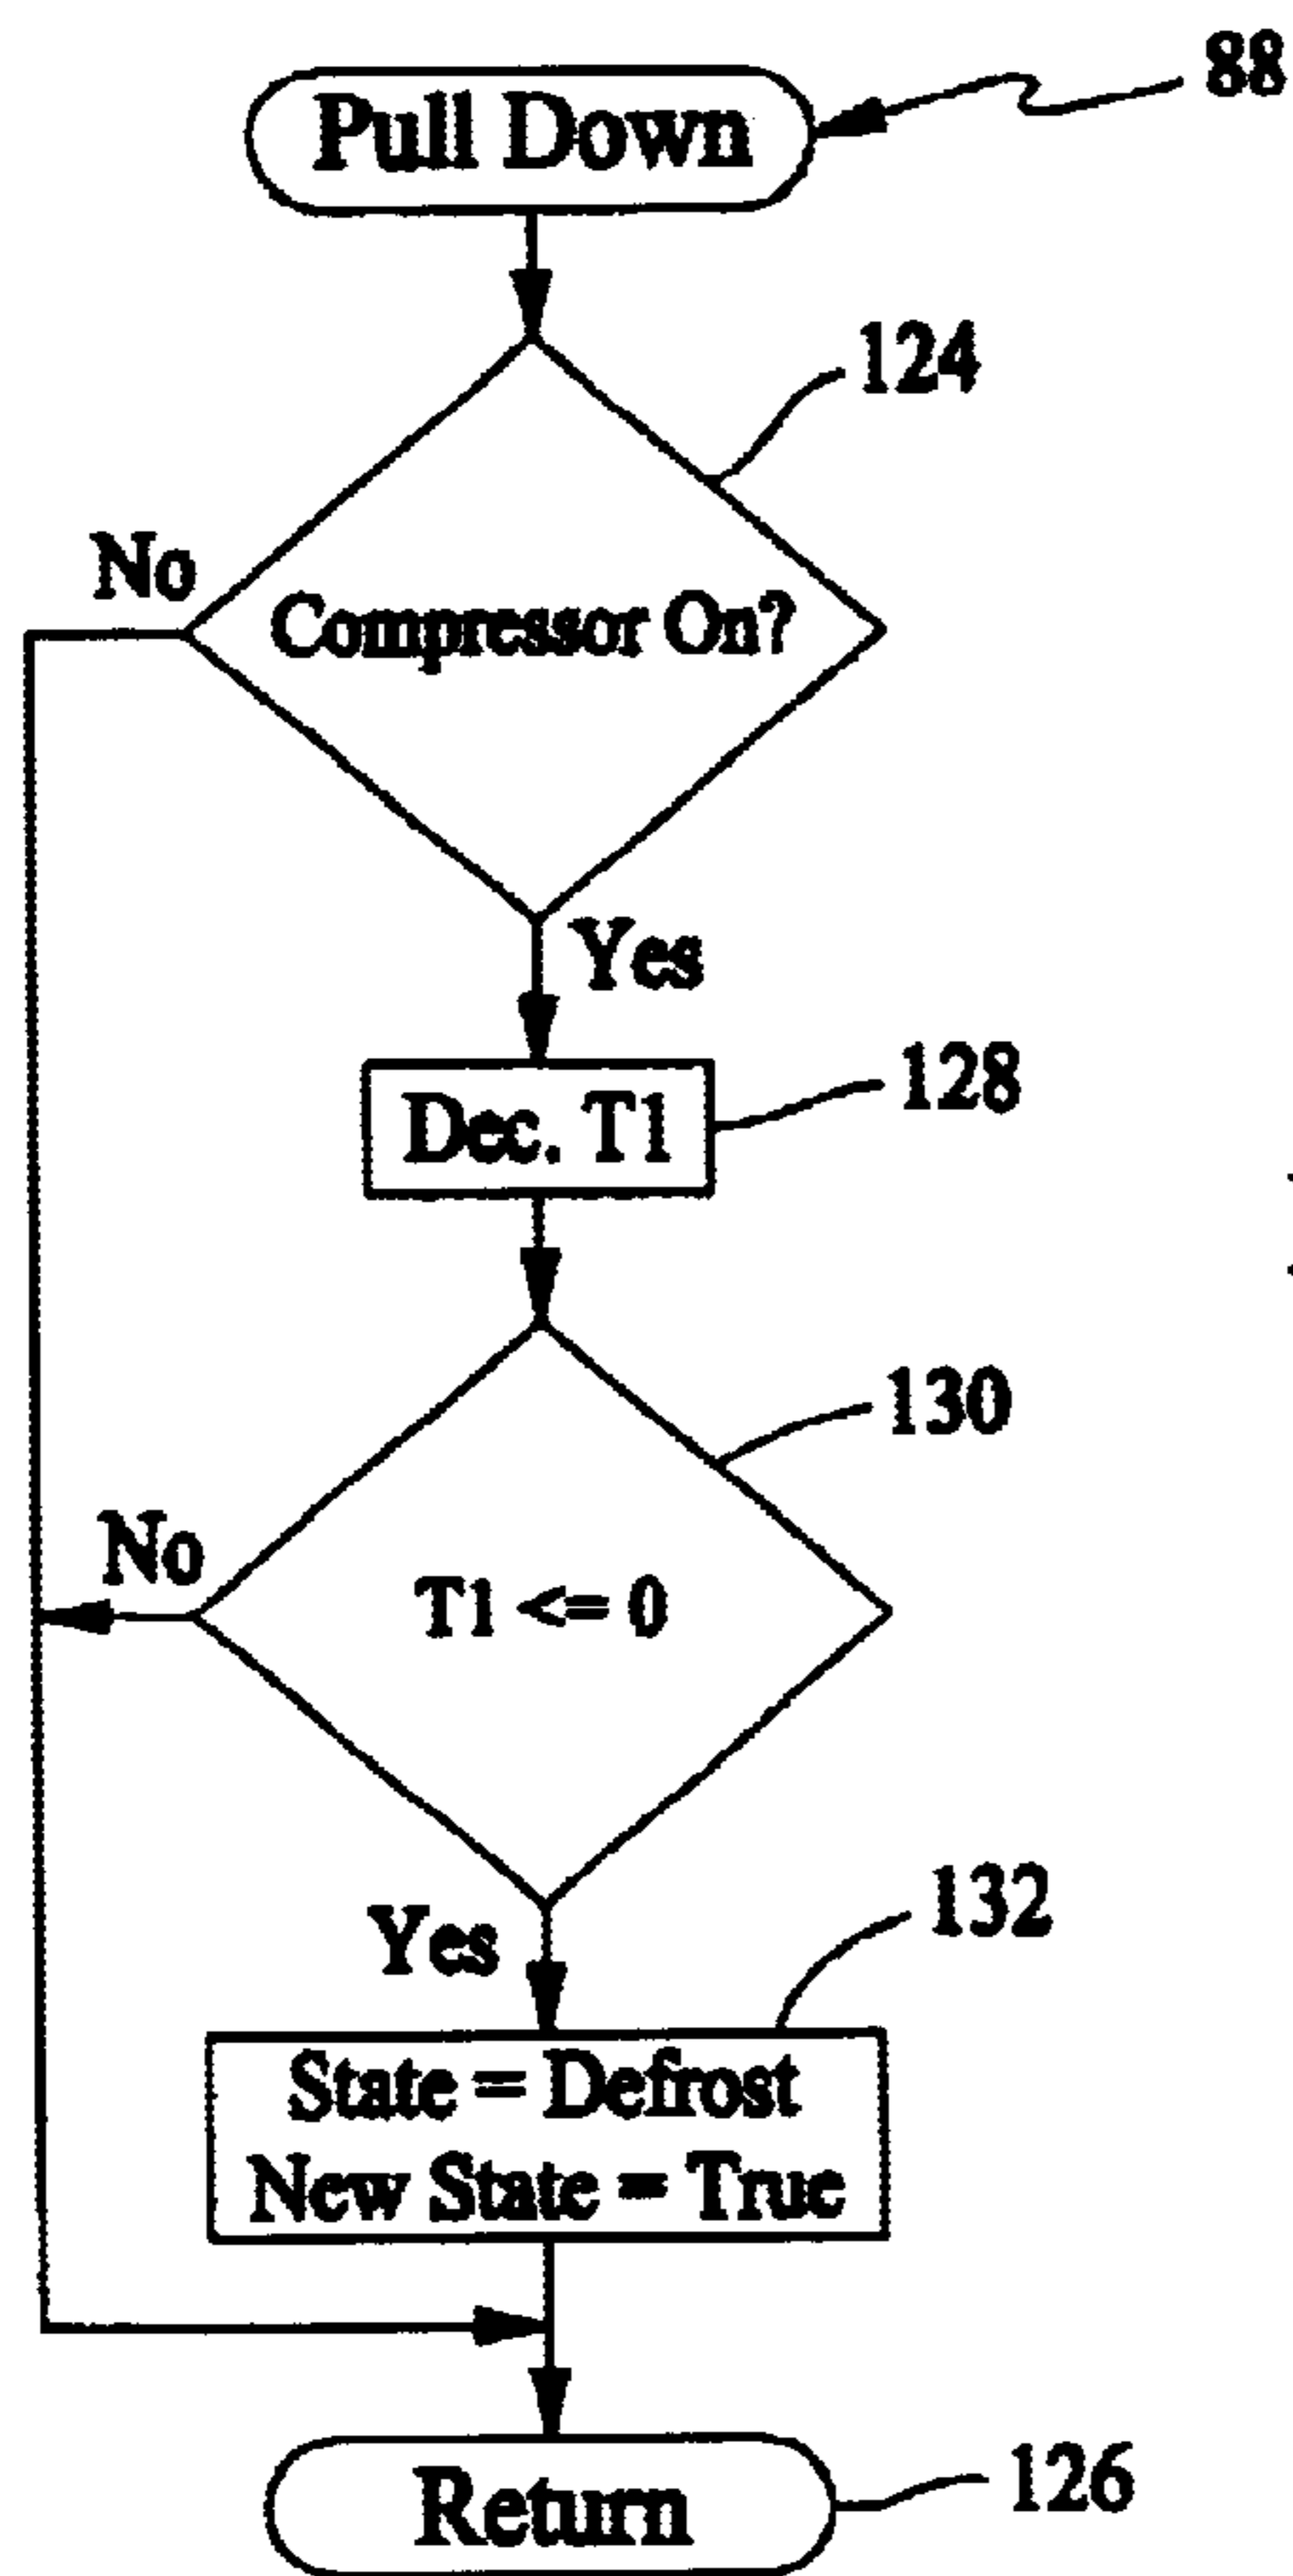 88
Pull Down
124
No
Compressor On?
Yes
128
Dec. T1
130
No
T1 <= 0
Yes
132
State = Defrost
New State = True
Return
126